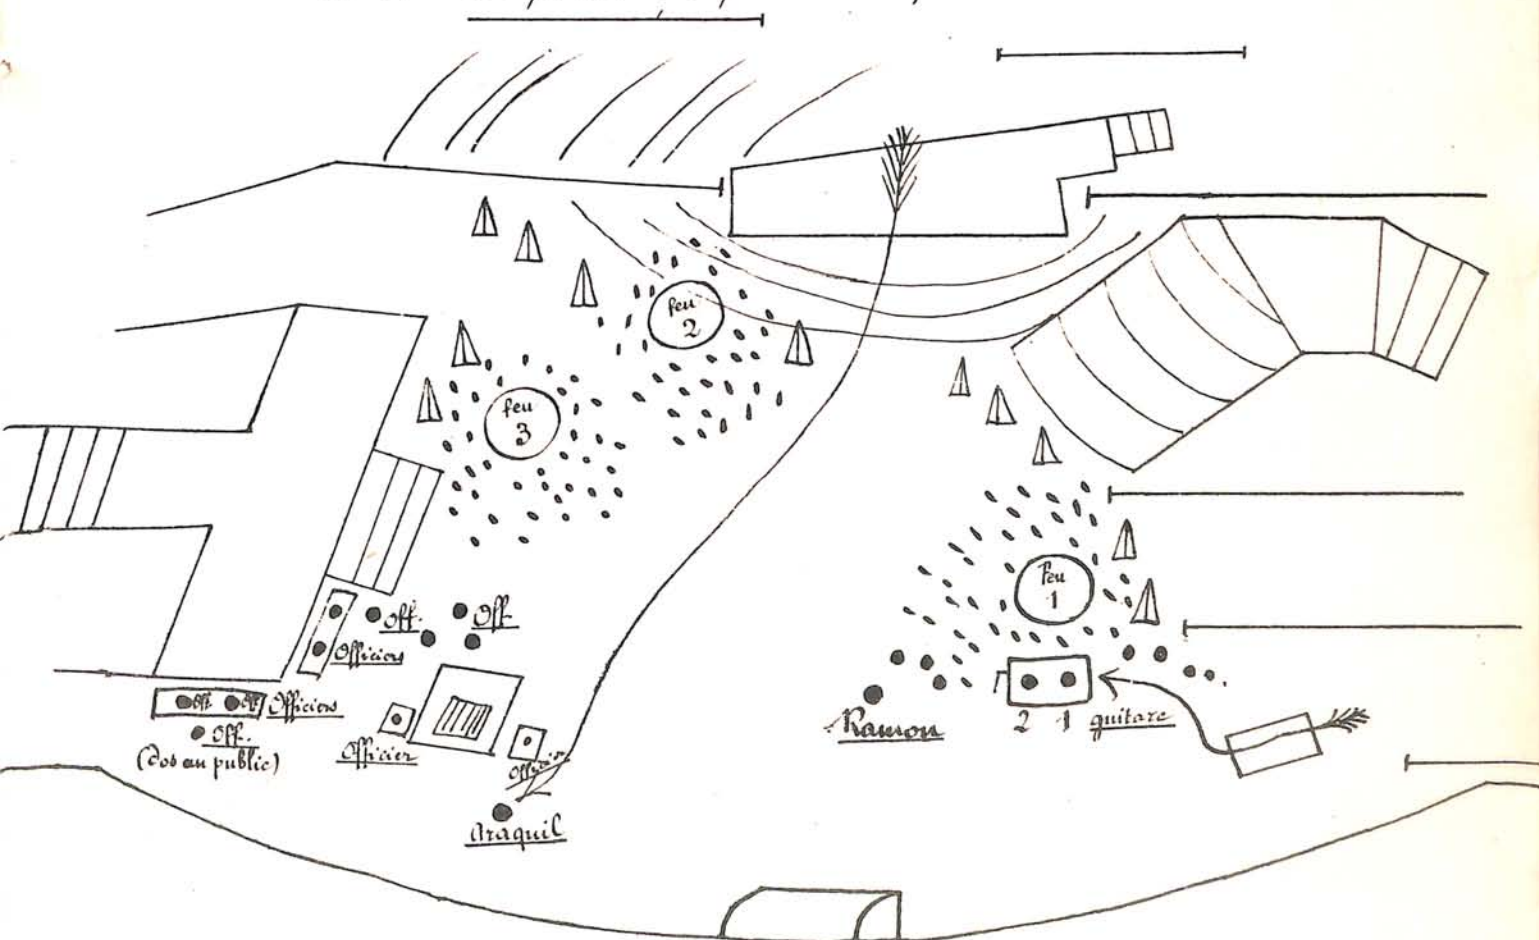 feu
2
feu
3
feu
1
Off.
Off.
Officiers
Off. Off. Officiers
Off.
(dos au public)
Officier
Officier
Araquil
Ramon
2 1 guitare